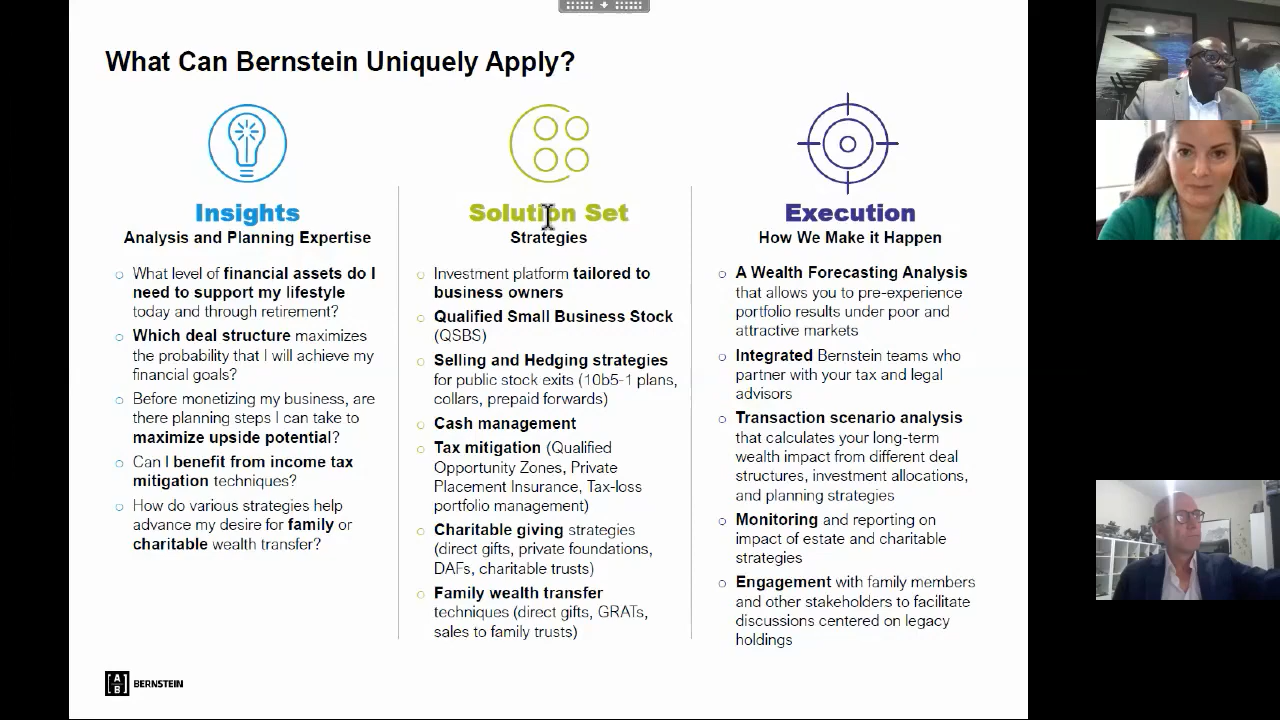 What Can Bernstein Uniquely Apply?
Insights
Analysis and Planning Expertise
What level of financial assets do I
need to support my lifestyle
today and through retirement?
Which deal structure maximizes
the probability that I will achieve my
financial goals?
Before monetizing my business, are
there planning steps I can take to
maximize upside potential?
Can I benefit from income tax
mitigation techniques?
How do various strategies help
advance my desire for family or
charitable wealth transfer?
Solution Set
Strategies
Investment platform tailored to
business owners
Qualified Small Business Stock
(QSBS)
Selling and Hedging strategies
for public stock exits (10b5-1 plans,
collars, prepaid forwards)
Cash management
Tax mitigation (Qualified
Opportunity Zones, Private
Placement Insurance, Tax-loss
portfolio management)
Charitable giving strategies
(direct gifts, private foundations,
DAFs, charitable trusts)
Family wealth transfer
techniques (direct gifts, GRATs,
sales to family trusts)
Execution
How We Make it Happen
A Wealth Forecasting Analysis
that allows you to pre-experience
portfolio results under poor and
attractive markets
Integrated Bernstein teams who
partner with your tax and legal
advisors
Transaction scenario analysis
that calculates your long-term
wealth impact from different deal
structures, investment allocations,
and planning strategies
Monitoring and reporting on
impact of estate and charitable
strategies
Engagement with family members
and other stakeholders to facilitate
discussions centered on legacy
holdings
A
B
BERNSTEIN